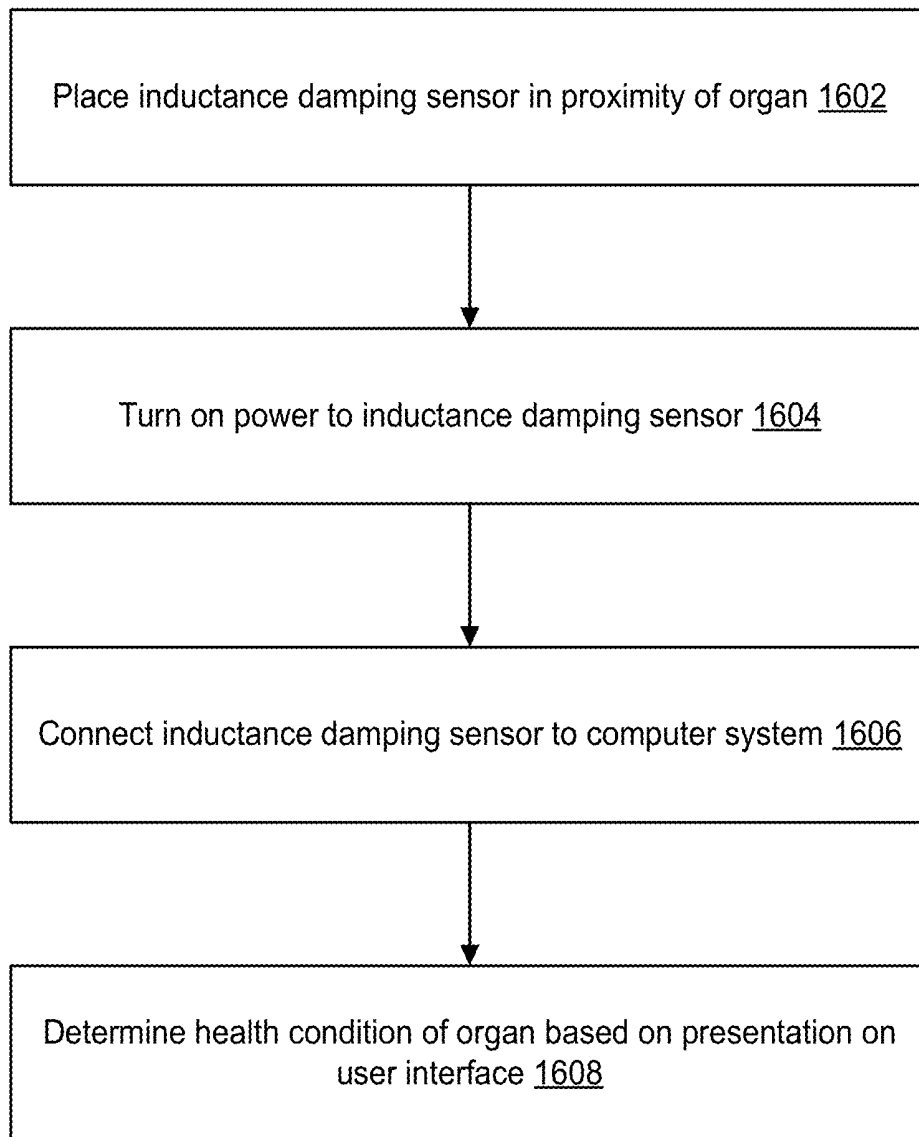 Place inductance damping sensor in proximity of organ 1602
Turn on power to inductance damping sensor 1604
Connect inductance damping sensor to computer system 1606
Determine health condition of organ based on presentation on
user interface 1608